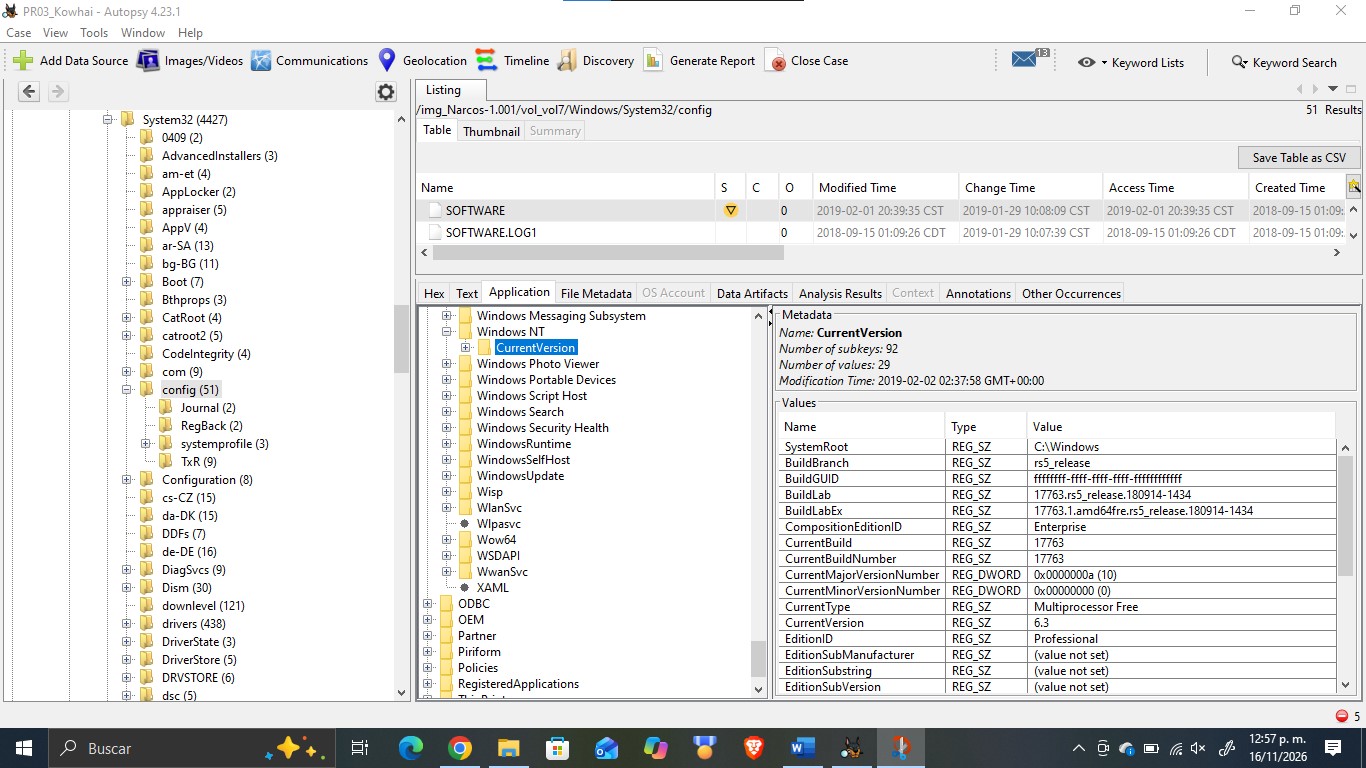 PR03_Kowhai - Autopsy 4.23.1
Case View Tools Window Help
Add Data Source Images/Videos Communications Geolocation Timeline Discovery Generate Report Close Case 13 Keyword Lists Keyword Search
System32 (4427)
0409 (2)
AdvancedInstallers (3)
am-et (4)
AppLocker (2)
appraiser (5)
AppV (4)
ar-SA (13)
bg-BG (11)
Boot (7)
Bthprops (3)
CatRoot (4)
catroot2 (5)
CodeIntegrity (4)
com (9)
config (51)
Journal (2)
RegBack (2)
systemprofile (3)
TxR (9)
Configuration (8)
cs-CZ (15)
da-DK (15)
DDFs (7)
de-DE (16)
DiagSvcs (9)
Dism (30)
downlevel (121)
drivers (438)
DriverState (3)
DriverStore (5)
DRVSTORE (6)
dsc (5)
Listing
/img_Narcos-1.001/vol_vol7/Windows/System32/config 51 Results
Table Thumbnail Summary
Save Table as CSV
Name S C O Modified Time Change Time Access Time Created Time
SOFTWARE 0 2019-02-01 20:39:35 CST 2019-01-29 10:08:09 CST 2019-02-01 20:39:35 CST 2018-09-15 01:09:
SOFTWARE.LOG1 0 2018-09-15 01:09:26 CDT 2019-01-29 10:07:39 CST 2018-09-15 01:09:26 CDT 2018-09-15 01:09:
Hex Text Application File Metadata OS Account Data Artifacts Analysis Results Context Annotations Other Occurrences
Windows Messaging Subsystem
Windows NT
CurrentVersion
Windows Photo Viewer
Windows Portable Devices
Windows Script Host
Windows Search
Windows Security Health
WindowsRuntime
WindowsSelfHost
WindowsUpdate
Wisp
WlanSvc
Wlpasvc
Wow64
WSDAPI
WwanSvc
XAML
ODBC
OEM
Partner
Piriform
Policies
RegisteredApplications
Metadata
Name: CurrentVersion
Number of subkeys: 92
Number of values: 29
Modification Time: 2019-02-02 02:37:58 GMT+00:00
Values
Name Type Value
SystemRoot REG_SZ C:\Windows
BuildBranch REG_SZ rs5_release
BuildGUID REG_SZ ffffffff-ffff-ffff-ffff-ffffffffffff
BuildLab REG_SZ 17763.rs5_release.180914-1434
BuildLabEx REG_SZ 17763.1.amd64fre.rs5_release.180914-1434
CompositionEditionID REG_SZ Enterprise
CurrentBuild REG_SZ 17763
CurrentBuildNumber REG_SZ 17763
CurrentMajorVersionNumber REG_DWORD 0x0000000a (10)
CurrentMinorVersionNumber REG_DWORD 0x00000000 (0)
CurrentType REG_SZ Multiprocessor Free
CurrentVersion REG_SZ 6.3
EditionID REG_SZ Professional
EditionSubManufacturer REG_SZ (value not set)
EditionSubstring REG_SZ (value not set)
EditionSubVersion REG_SZ (value not set)
5
Buscar
12:57 p. m.
16/11/2026